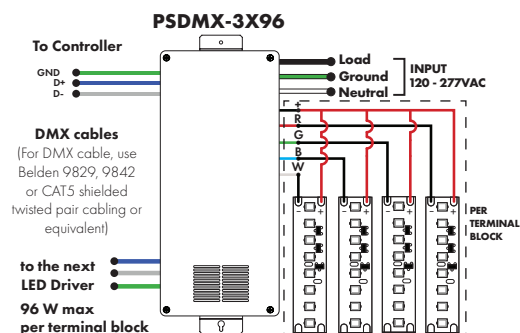 PSDMX-3X96
To Controller
GND
D+
D-
DMX cables
(For DMX cable, use
Belden 9829, 9842
or CAT5 shielded
twisted pair cabling or
equivalent)
to the next
LED Driver
96 W max
per terminal block
Load
Ground
Neutral
INPUT
120 - 277VAC
+
R
G
B
W
- +
- +
- +
- +
PER
TERMINAL
BLOCK